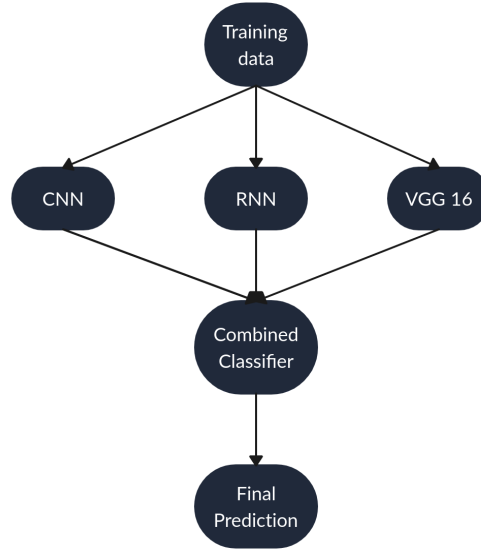 Training
data
CNN
RNN
VGG 16
Combined
Classifier
Final
Prediction